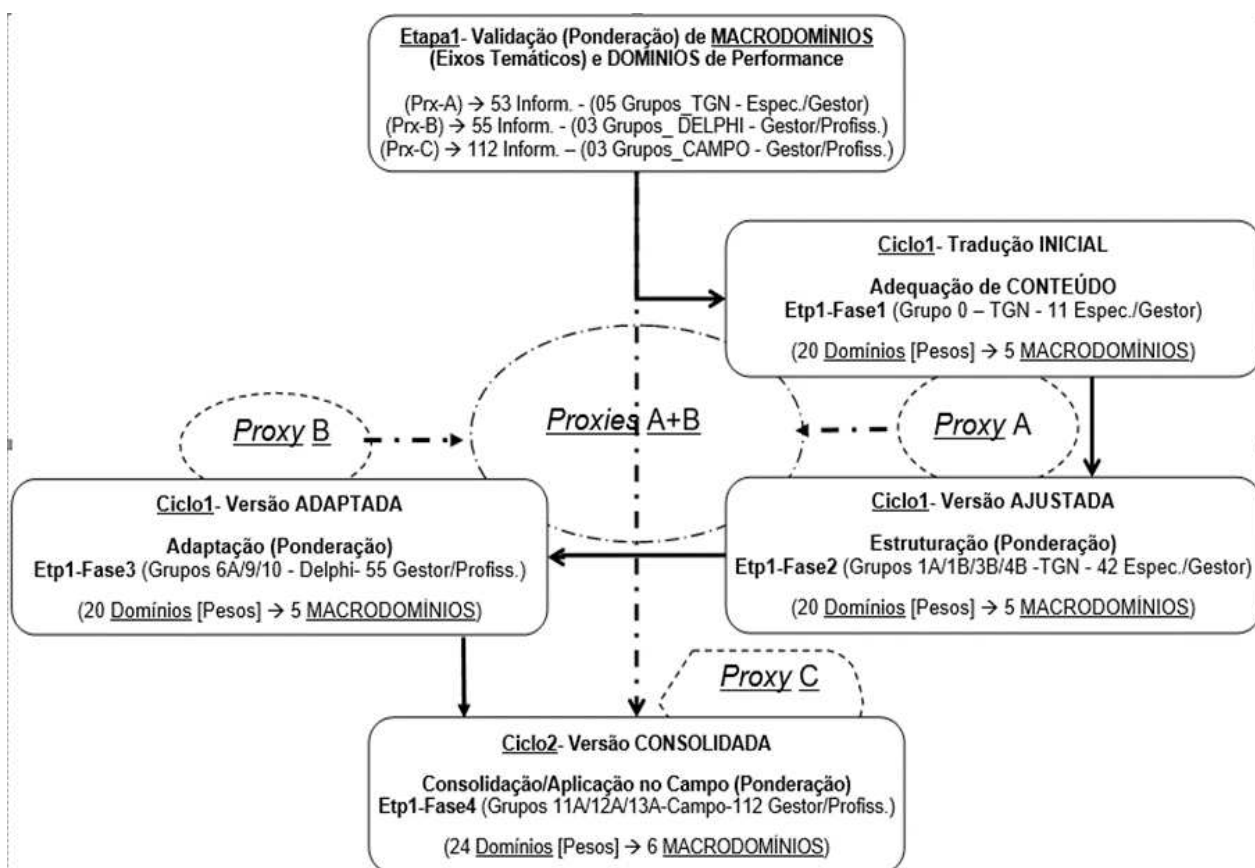 Etapa1- Validação (Ponderação) de MACRODOMÍNIOS
(Eixos Temáticos) e DOMINIOS de Performance
(Prx-A) → 53 Inform. - (05 Grupos_TGN - Espec./Gestor)
(Prx-B) → 55 Inform. - (03 Grupos_ DELPHI - Gestor/Profiss.)
(Prx-C) → 112 Inform. – (03 Grupos_CAMPO - Gestor/Profiss.)
Ciclo1- Tradução INICIAL
Adequação de CONTEÚDO
Etp1-Fase1 (Grupo 0 – TGN - 11 Espec./Gestor)
(20 Domínios [Pesos] → 5 MACRODOMÍNIOS)
Proxy B
Proxies A+B
Proxy A
Ciclo1- Versão ADAPTADA
Adaptação (Ponderação)
Etp1-Fase3 (Grupos 6A/9/10 - Delphi- 55 Gestor/Profiss.)
(20 Domínios [Pesos] → 5 MACRODOMÍNIOS)
Ciclo1- Versão AJUSTADA
Estruturação (Ponderação)
Etp1-Fase2 (Grupos 1A/1B/3B/4B -TGN - 42 Espec./Gestor)
(20 Domínios [Pesos] → 5 MACRODOMÍNIOS)
Proxy C
Ciclo2- Versão CONSOLIDADA
Consolidação/Aplicação no Campo (Ponderação)
Etp1-Fase4 (Grupos 11A/12A/13A-Campo-112 Gestor/Profiss.)
(24 Domínios [Pesos] → 6 MACRODOMÍNIOS)